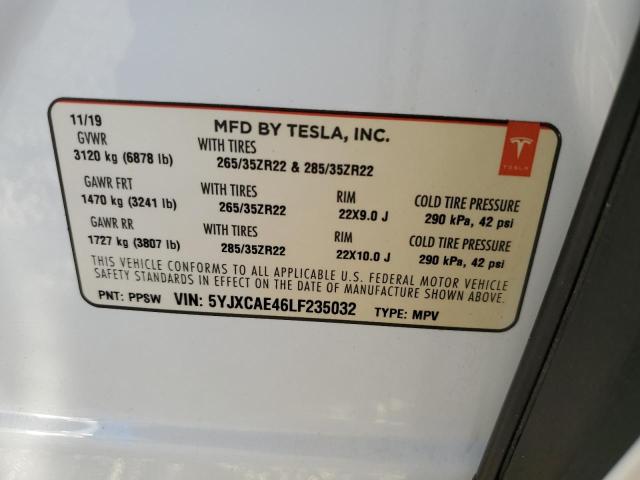 11/19
MFD BY TESLA, INC.
GVWR
3120 kg (6878 lb)
WITH TIRES
265/35ZR22 & 285/35ZR22
TESLA
GAWR FRT
1470 kg (3241 lb)
WITH TIRES
265/35ZR22
RIM
22X9.0 J
COLD TIRE PRESSURE
290 kPa, 42 psi
GAWR RR
1727 kg (3807 lb)
WITH TIRES
285/35ZR22
RIM
22X10.0 J
COLD TIRE PRESSURE
290 kPa, 42 psi
THIS VEHICLE CONFORMS TO ALL APPLICABLE U.S. FEDERAL MOTOR VEHICLE
SAFETY STANDARDS IN EFFECT ON THE DATE OF MANUFACTURE SHOWN ABOVE.
PNT: PPSW VIN: 5YJXCAE46LF235032 TYPE: MPV